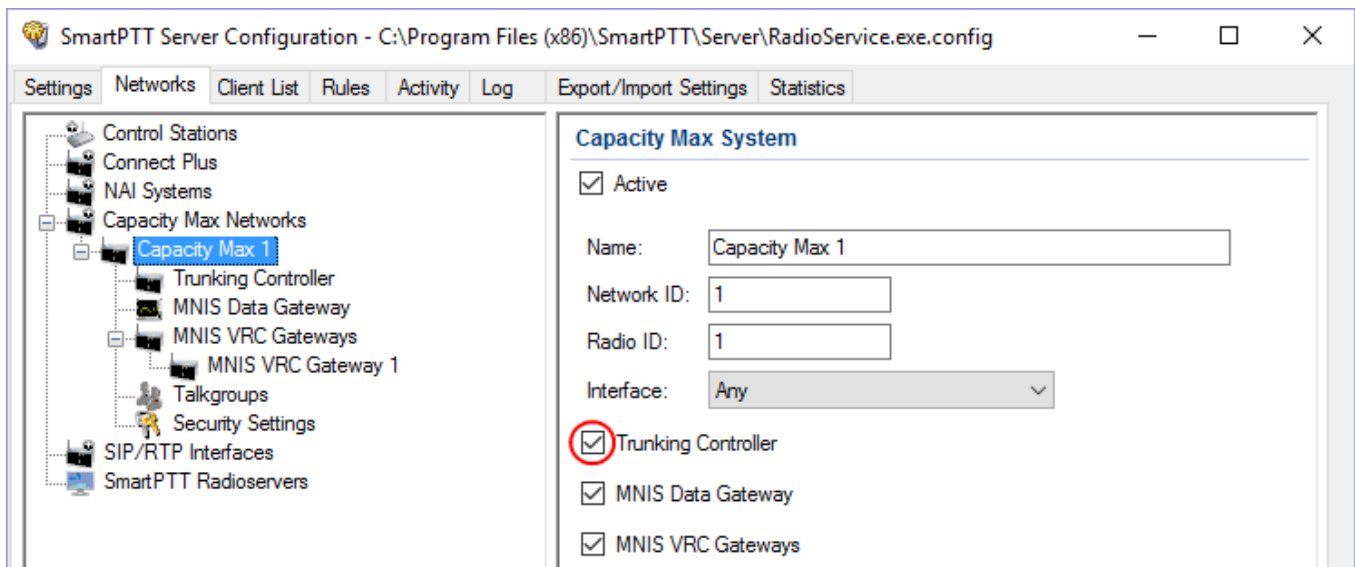 SmartPTT Server Configuration - C:\Program Files (x86)\SmartPTT\Server\RadioService.exe.config
Settings Networks Client List Rules Activity Log Export/Import Settings Statistics
Control Stations
Connect Plus
NAI Systems
Capacity Max Networks
Capacity Max 1
Trunking Controller
MNIS Data Gateway
MNIS VRC Gateways
MNIS VRC Gateway 1
Talkgroups
Security Settings
SIP/RTP Interfaces
SmartPTT Radioservers
Capacity Max System
Active
Name: Capacity Max 1
Network ID: 1
Radio ID: 1
Interface: Any
Trunking Controller
MNIS Data Gateway
MNIS VRC Gateways